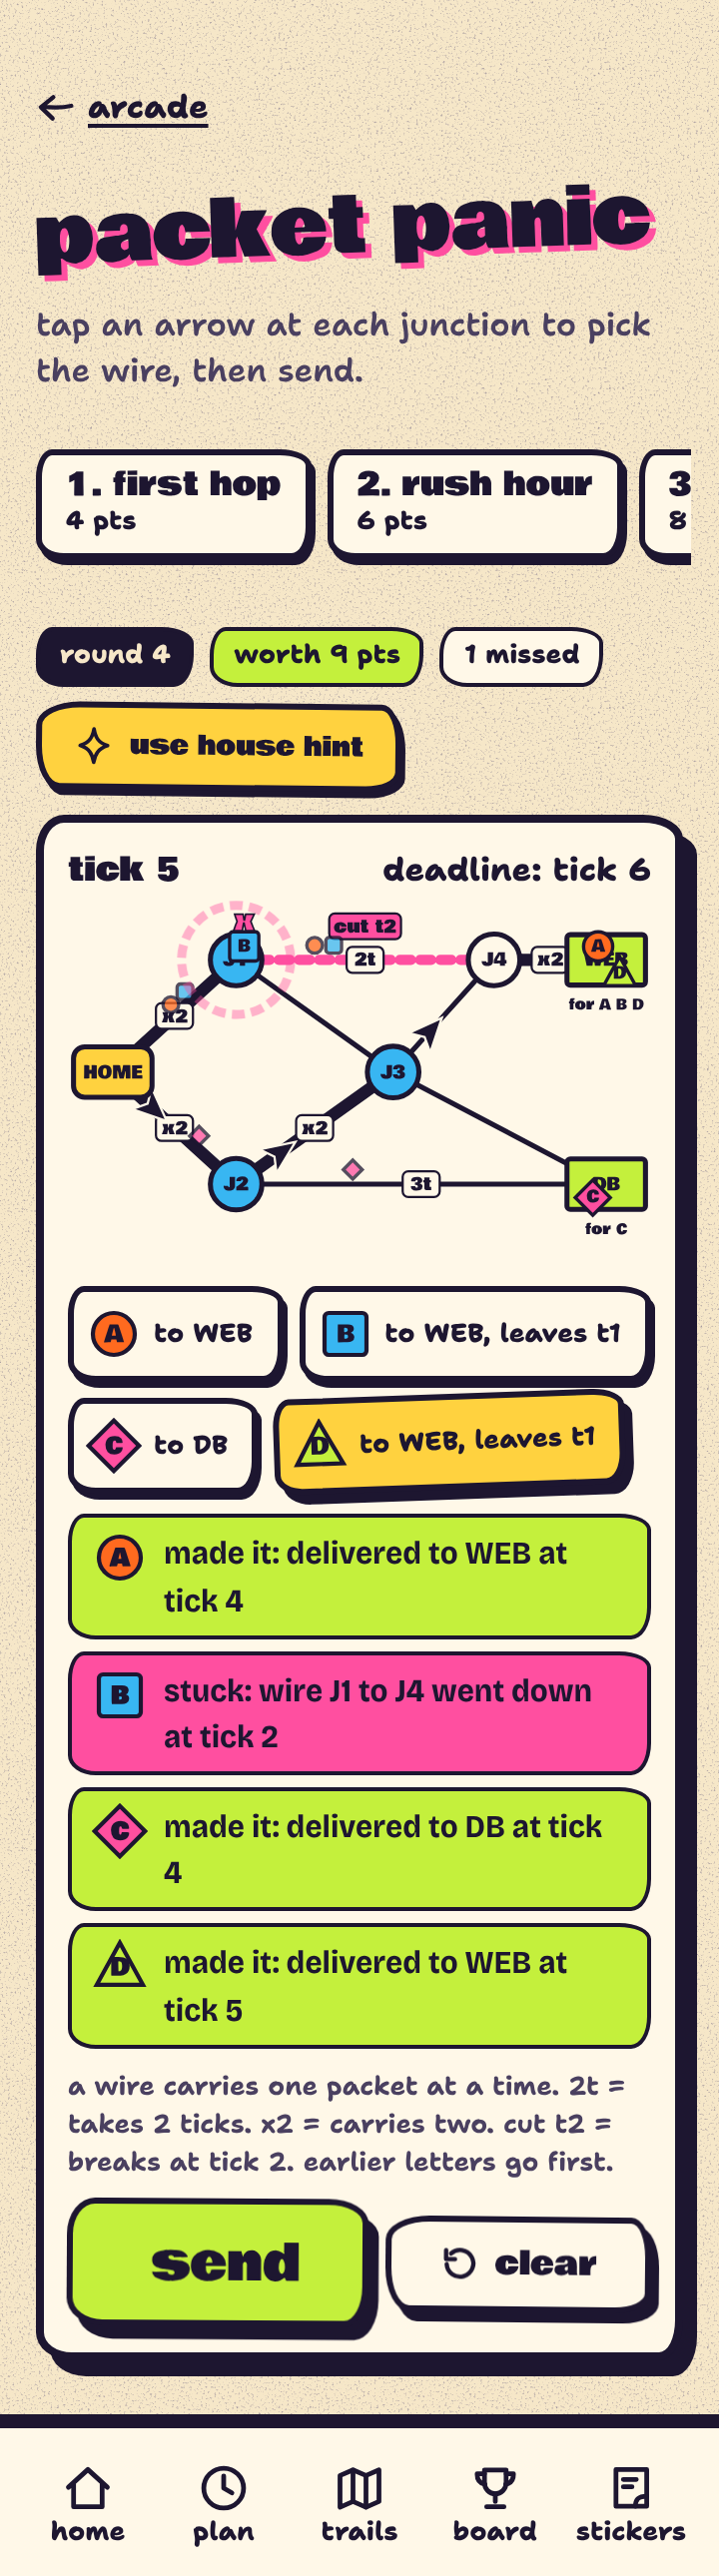 arcade
packet panic
tap an arrow at each junction to pick
the wire, then send.
1. first hop
4 pts
2. rush hour
6 pts
3
8
round 4
worth 9 pts
1 missed
use house hint
tick 5
deadline: tick 6
cut t2
B
2t
J4
x2
A
D
for A B D
x2
HOME
J3
x2
x2
J2
3t
C
DB
for C
A to WEB
B to WEB, leaves t1
C to DB
D to WEB, leaves t1
A made it: delivered to WEB at
tick 4
B stuck: wire J1 to J4 went down
at tick 2
C made it: delivered to DB at tick
4
D made it: delivered to WEB at
tick 5
a wire carries one packet at a time. 2t =
takes 2 ticks. x2 = carries two. cut t2 =
breaks at tick 2. earlier letters go first.
send
clear
home
plan
trails
board
stickers